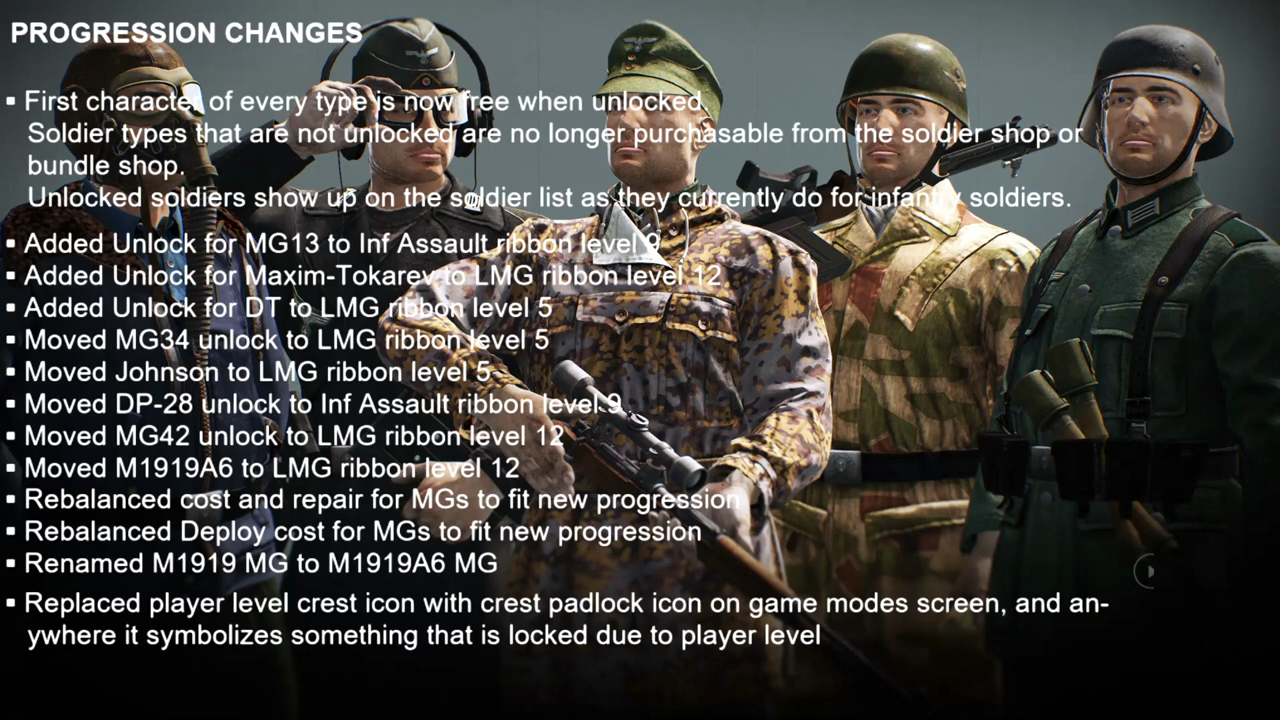 PROGRESSION CHANGES
▪ First character of every type is now free when unlocked.
Soldier types that are not unlocked are no longer purchasable from the soldier shop or
bundle shop.
Unlocked soldiers show up on the soldier list as they currently do for infantry soldiers.
▪ Added Unlock for MG13 to Inf Assault ribbon level 9
▪ Added Unlock for Maxim-Tokarev to LMG ribbon level 12
▪ Added Unlock for DT to LMG ribbon level 5
▪ Moved MG34 unlock to LMG ribbon level 5
▪ Moved Johnson to LMG ribbon level 5
▪ Moved DP-28 unlock to Inf Assault ribbon level 9
▪ Moved MG42 unlock to LMG ribbon level 12
▪ Moved M1919A6 to LMG ribbon level 12
▪ Rebalanced cost and repair for MGs to fit new progression
▪ Rebalanced Deploy cost for MGs to fit new progression
▪ Renamed M1919 MG to M1919A6 MG
▪ Replaced player level crest icon with crest padlock icon on game modes screen, and an-
ywhere it symbolizes something that is locked due to player level